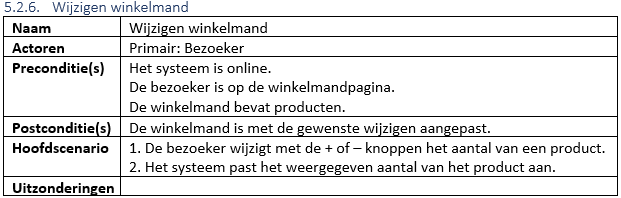 5.2.6. Wijzigen winkelmand
Naam Wijzigen winkelmand
Actoren Primair: Bezoeker
Preconditie(s) Het systeem is online.
De bezoeker is op de winkelmandpagina.
De winkelmand bevat producten.
Postconditie(s) De winkelmand is met de gewenste wijzigen aangepast.
Hoofdscenario 1. De bezoeker wijzigt met de + of – knoppen het aantal van een product.
2. Het systeem past het weergegeven aantal van het product aan.
Uitzonderingen